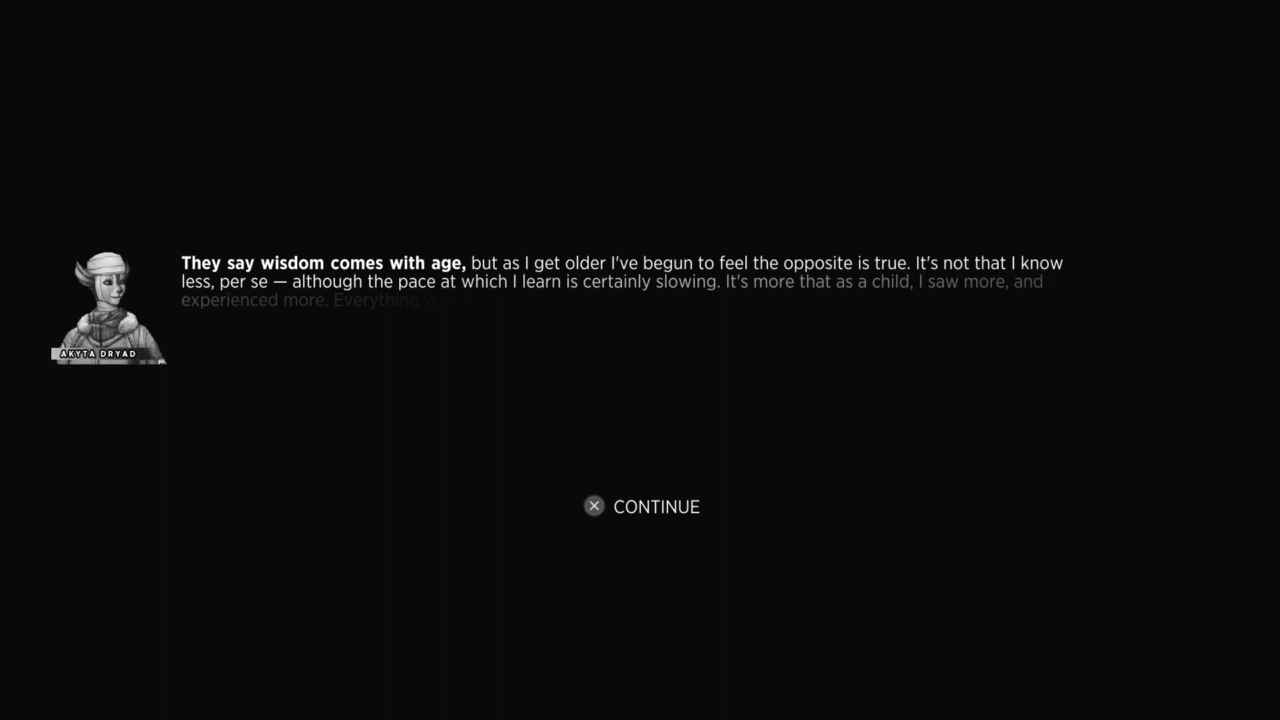 They say wisdom comes with age, but as I get older I've begun to feel the opposite is true. It's not that I know
less, per se — although the pace at which I learn is certainly slowing. It's more that as a child, I saw more, and
experienced more. Everything
AKYTA DRYAD
CONTINUE